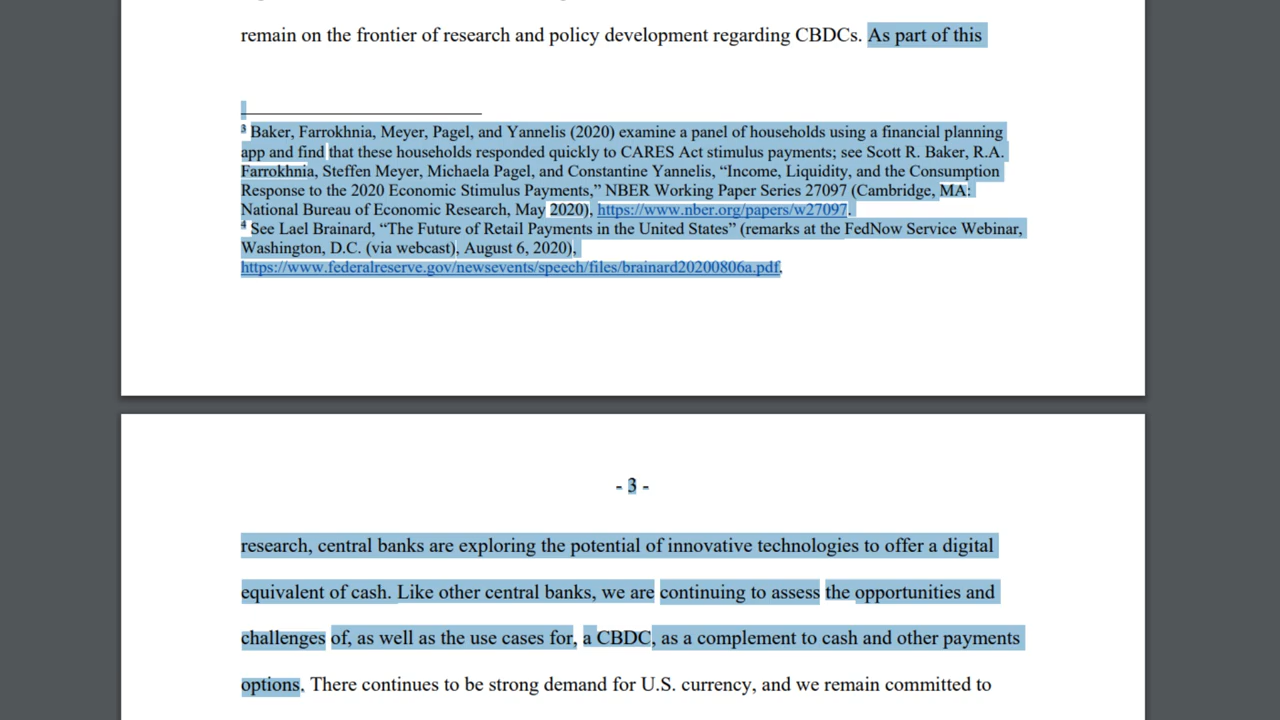 remain on the frontier of research and policy development regarding CBDCs. As part of this
3 Baker, Farrokhnia, Meyer, Pagel, and Yannelis (2020) examine a panel of households using a financial planning
app and find that these households responded quickly to CARES Act stimulus payments; see Scott R. Baker, R.A.
Farrokhnia, Steffen Meyer, Michaela Pagel, and Constantine Yannelis, “Income, Liquidity, and the Consumption
Response to the 2020 Economic Stimulus Payments,” NBER Working Paper Series 27097 (Cambridge, MA:
National Bureau of Economic Research, May 2020), https://www.nber.org/papers/w27097.
4 See Lael Brainard, “The Future of Retail Payments in the United States” (remarks at the FedNow Service Webinar,
Washington, D.C. (via webcast), August 6, 2020),
https://www.federalreserve.gov/newsevents/speech/files/brainard20200806a.pdf.
- 3 -
research, central banks are exploring the potential of innovative technologies to offer a digital
equivalent of cash. Like other central banks, we are continuing to assess the opportunities and
challenges of, as well as the use cases for, a CBDC, as a complement to cash and other payments
options. There continues to be strong demand for U.S. currency, and we remain committed to